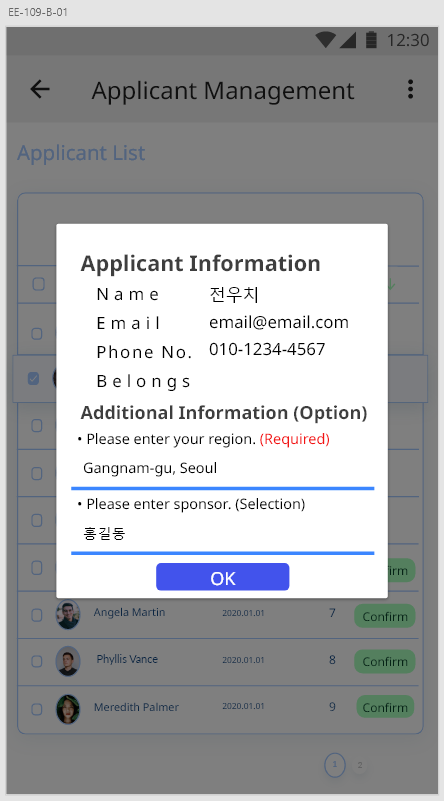 EE-109-B-01
12:30
Applicant Management
Applicant List
Applicant Information
Name 전우치
Email email@email.com
Phone No. 010-1234-4567
Belongs
Additional Information (Option)
• Please enter your region. (Required)
Gangnam-gu, Seoul
• Please enter sponsor. (Selection)
홍길동
firm
OK
Angela Martin 2020.01.01 7 Confirm
Phyllis Vance 2020.01.01 8 Confirm
Meredith Palmer 2020.01.01 9 Confirm
1 2